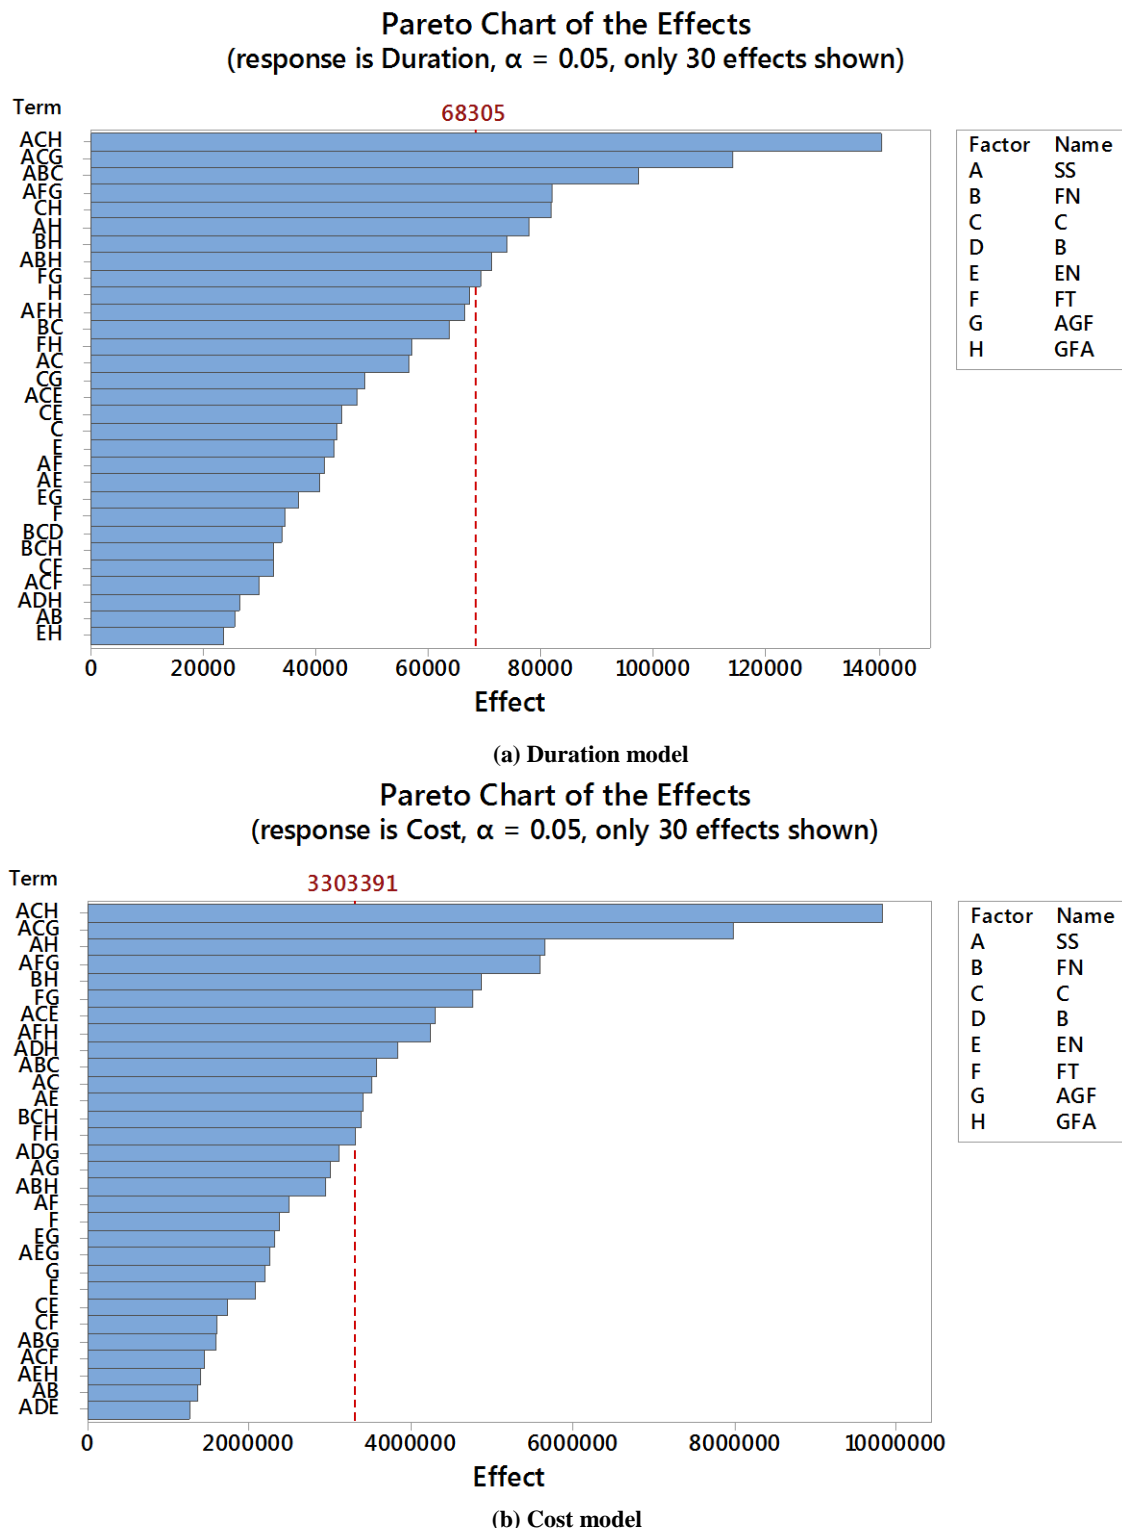 Pareto Chart of the Effects
(response is Duration, α = 0.05, only 30 effects shown)
Term
68305
ACH
ACG
ABC
AFG
CH
AH
BH
ABH
FG
H
AFH
BC
FH
AC
CG
ACE
CE
C
E
AF
AE
EG
F
BCD
BCH
CF
ACF
ADH
AB
EH
0 20000 40000 60000 80000 100000 120000 140000
Effect
Factor Name
A SS
B FN
C C
D B
E EN
F FT
G AGF
H GFA
(a) Duration model
Pareto Chart of the Effects
(response is Cost, α = 0.05, only 30 effects shown)
Term
3303391
ACH
ACG
AH
AFG
BH
FG
ACE
AFH
ADH
ABC
AC
AE
BCH
FH
ADG
AG
ABH
AF
F
EG
AEG
G
E
CE
CF
ABG
ACF
AEH
AB
ADE
0 2000000 4000000 6000000 8000000 10000000
Effect
Factor Name
A SS
B FN
C C
D B
E EN
F FT
G AGF
H GFA
(b) Cost model